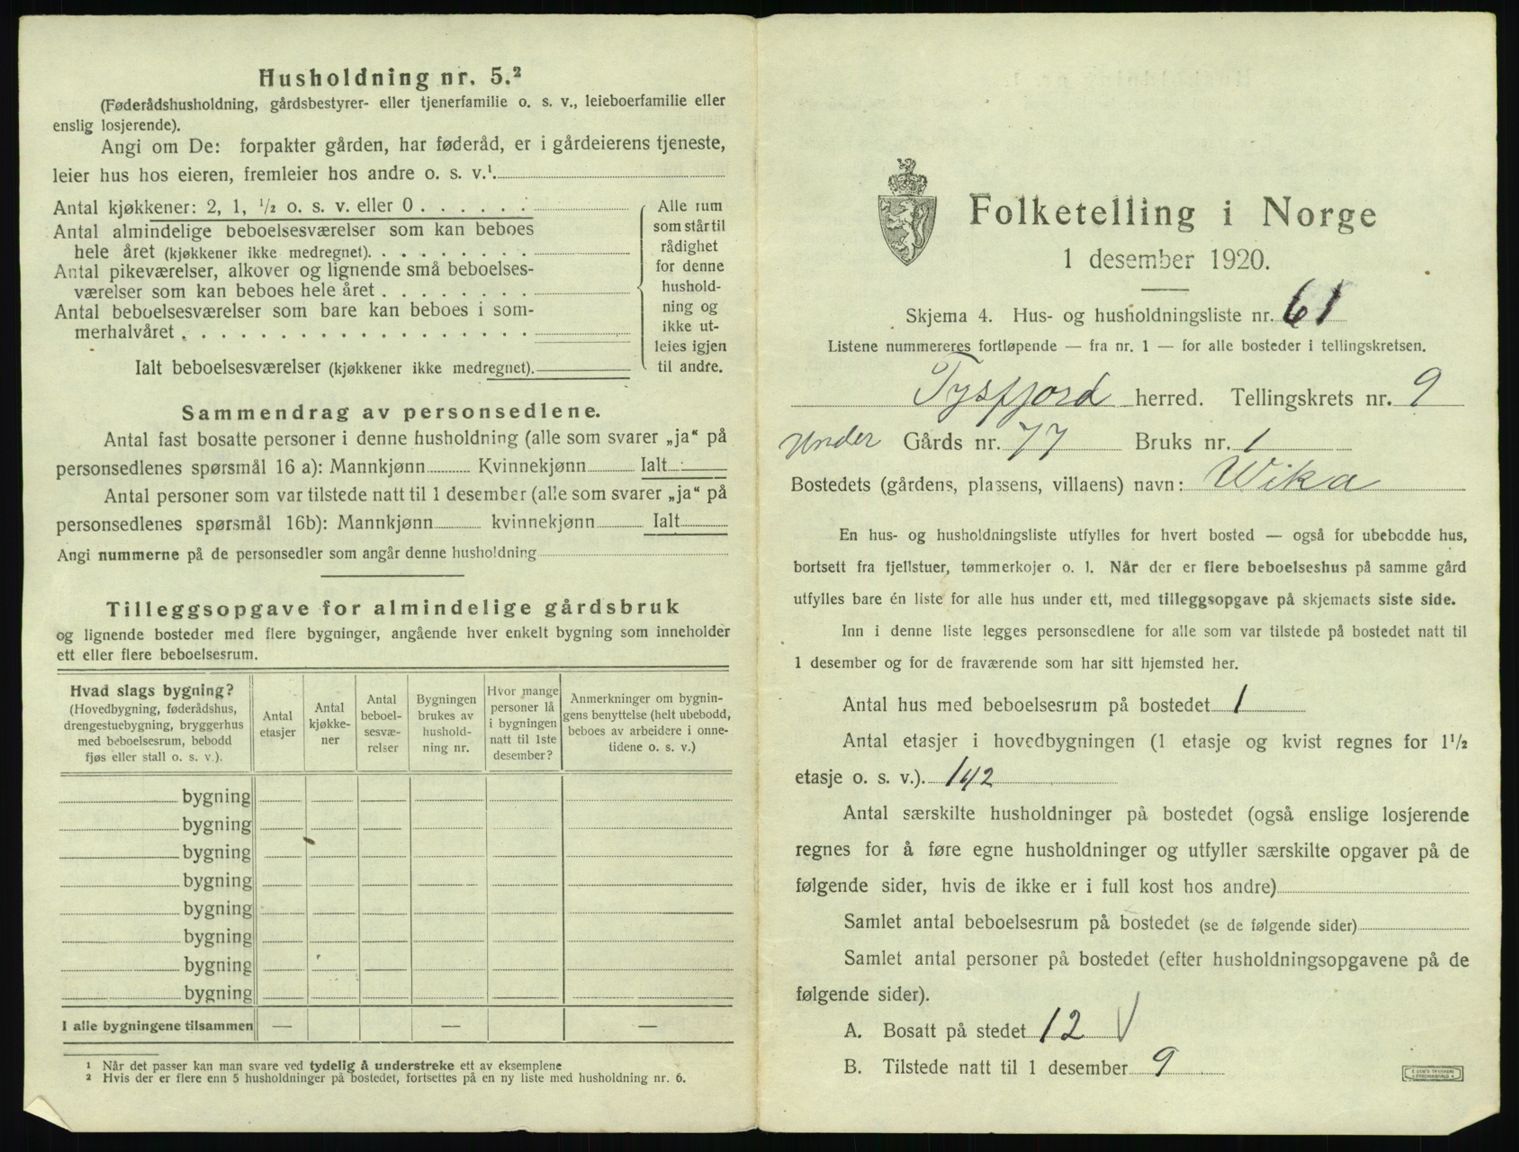 Husholdning nr. 5.²
(Føderådshusholdning, gårdsbestyrer- eller tjenerfamilie o. s. v., leieboerfamilie eller
enslig losjerende).
Angi om De: forpakter gården, har føderåd, er i gårdeierens tjeneste,
leier hus hos eieren, fremleier hos andre o. s. v.¹
Antal kjøkkener: 2, 1, ½ o. s. v. eller 0
Antal almindelige beboelsesværelser som kan beboes
hele året (kjøkkener ikke medregnet).
Antal pikeværelser, alkover og lignende små beboelses-
værelser som kan beboes hele året
Antal beboelsesværelser som bare kan beboes i som-
merhalvåret
Ialt beboelsesværelser (kjøkkener ikke medregnet).
Alle rum
som står til
rådighet
for denne
hushold-
ning og
ikke ut-
leies igjen
til andre.
Sammendrag av personsedlene.
Antal fast bosatte personer i denne husholdning (alle som svarer „ja“ på
personsedlenes spørsmål 16 a): Mannkjønn Kvinnekjønn Ialt
Antal personer som var tilstede natt til 1 desember (alle som svarer „ja“ på
personsedlenes spørsmål 16b): Mannkjønn kvinnekjønn Ialt
Angi nummerne på de personsedler som angår denne husholdning
Tilleggsopgave for almindelige gårdsbruk
og lignende bosteder med flere bygninger, angående hver enkelt bygning som inneholder
ett eller flere beboelsesrum.
Hvad slags bygning?
(Hovedbygning, føderådshus,
drengestuebygning, bryggerhus
med beboelsesrum, bebodd
fjøs eller stall o. s. v.).
Antal
etasjer
Antal
kjøkke-
ner
Antal
beboel-
sesvæ-
relser
Bygningen
brukes av
hushold-
ning nr.
Hvor mange
personer lå
i bygningen
natt til 1ste
desember?
Anmerkninger om bygnin-
gens benyttelse (helt ubebodd,
beboes av arbeidere i onne-
tidene o. s. v.)
bygning
bygning
bygning
bygning
bygning
bygning
bygning
bygning
I alle bygningene tilsammen — — —
¹ Når det passer kan man svare ved tydelig å understreke ett av eksemplene
² Hvis der er flere enn 5 husholdninger på bostedet, fortsettes på en ny liste med husholdning nr. 6.
Folketelling i Norge
1 desember 1920.
Skjema 4. Hus- og husholdningsliste nr. 61
Listene nummereres fortløpende — fra nr. 1 — for alle bosteder i tellingskretsen.
Tysfjord herred. Tellingskrets nr. 9
under Gårds nr. 77 Bruks nr. 1
Bostedets (gårdens, plassens, villaens) navn: Wika
En hus- og husholdningsliste utfylles for hvert bosted — også for ubebodde hus,
bortsett fra fjellstuer, tømmerkojer o. l. Når der er flere beboelseshus på samme gård
utfylles bare én liste for alle hus under ett, med tilleggsopgave på skjemaets siste side.
Inn i denne liste legges personsedlene for alle som var tilstede på bostedet natt til
1 desember og for de fraværende som har sitt hjemsted her.
Antal hus med beboelsesrum på bostedet 1
Antal etasjer i hovedbygningen (1 etasje og kvist regnes for 1½
etasje o. s. v.). 1½
Antal særskilte husholdninger på bostedet (også enslige losjerende
regnes for å føre egne husholdninger og utfyller særskilte opgaver på de
følgende sider, hvis de ikke er i full kost hos andre)
Samlet antal beboelsesrum på bostedet (se de følgende sider)
Samlet antal personer på bostedet (efter husholdningsopgavene på de
følgende sider).
A. Bosatt på stedet 12 √
B. Tilstede natt til 1 desember 9